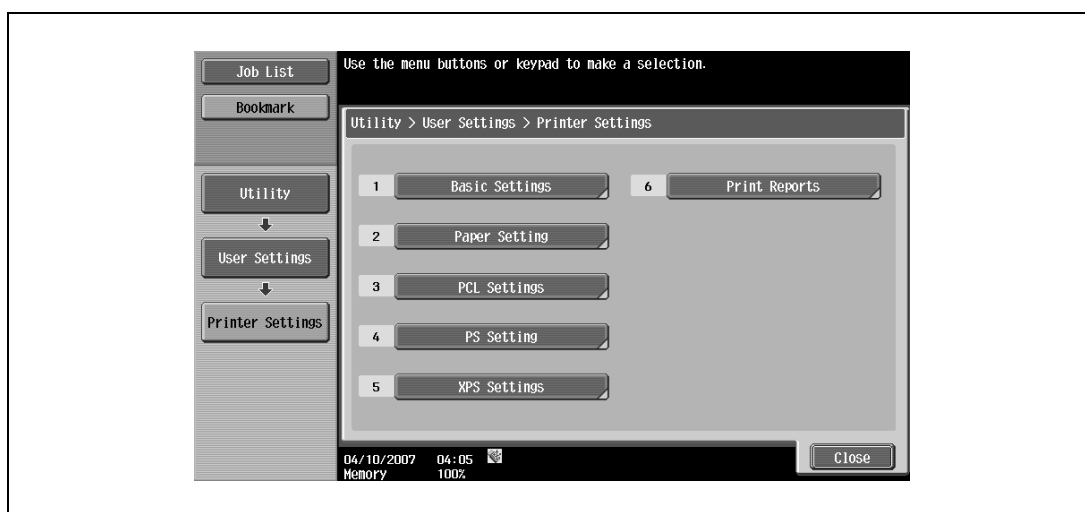 Job List
Bookmark
Utility
User Settings
Printer Settings
Use the menu buttons or keypad to make a selection.
Utility > User Settings > Printer Settings
1 Basic Settings
2 Paper Setting
3 PCL Settings
4 PS Setting
5 XPS Settings
6 Print Reports
04/10/2007 04:05
Memory 100%
Close